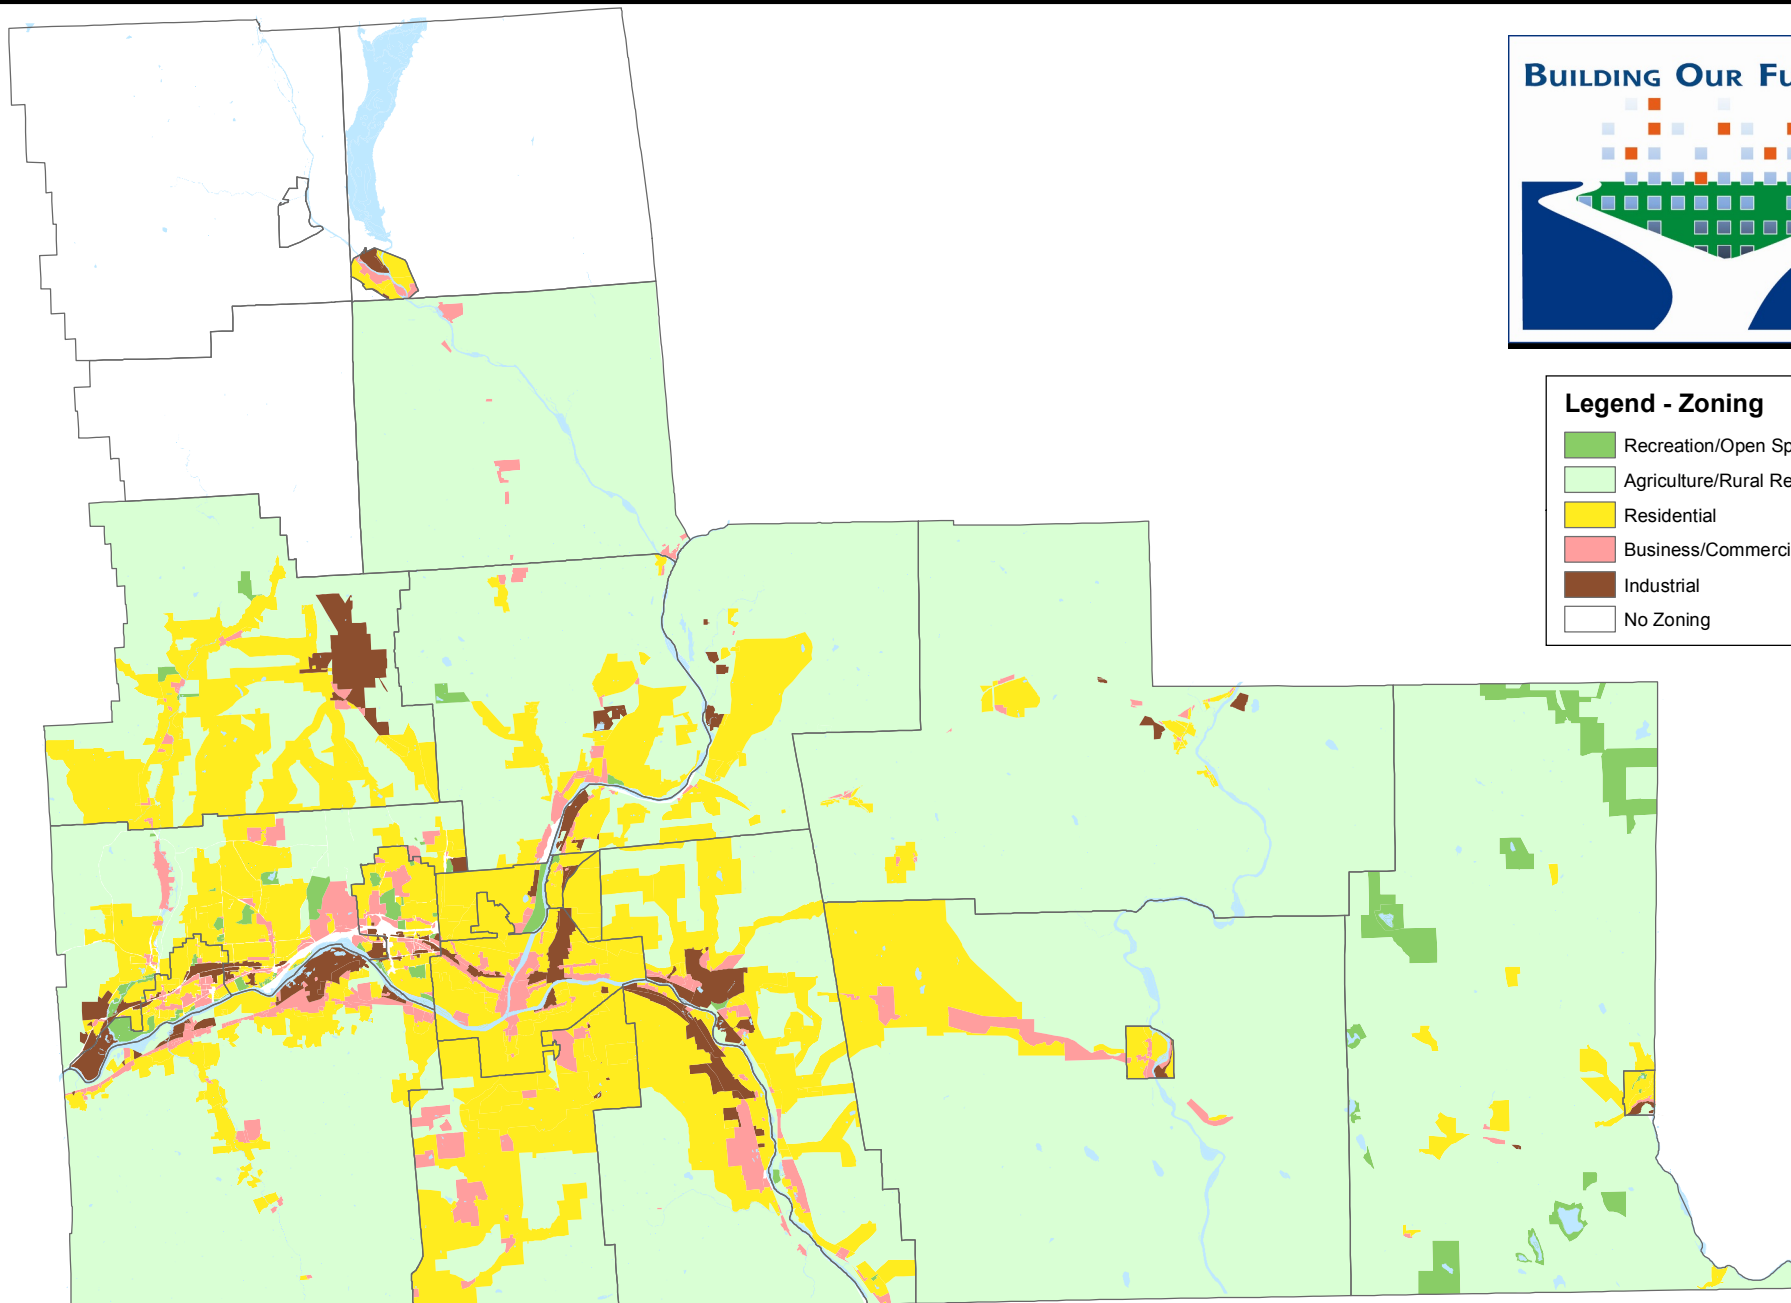 BUILDING OUR FU
Legend - Zoning
Recreation/Open Sp
Agriculture/Rural Re
Residential
Business/Commerci
Industrial
No Zoning